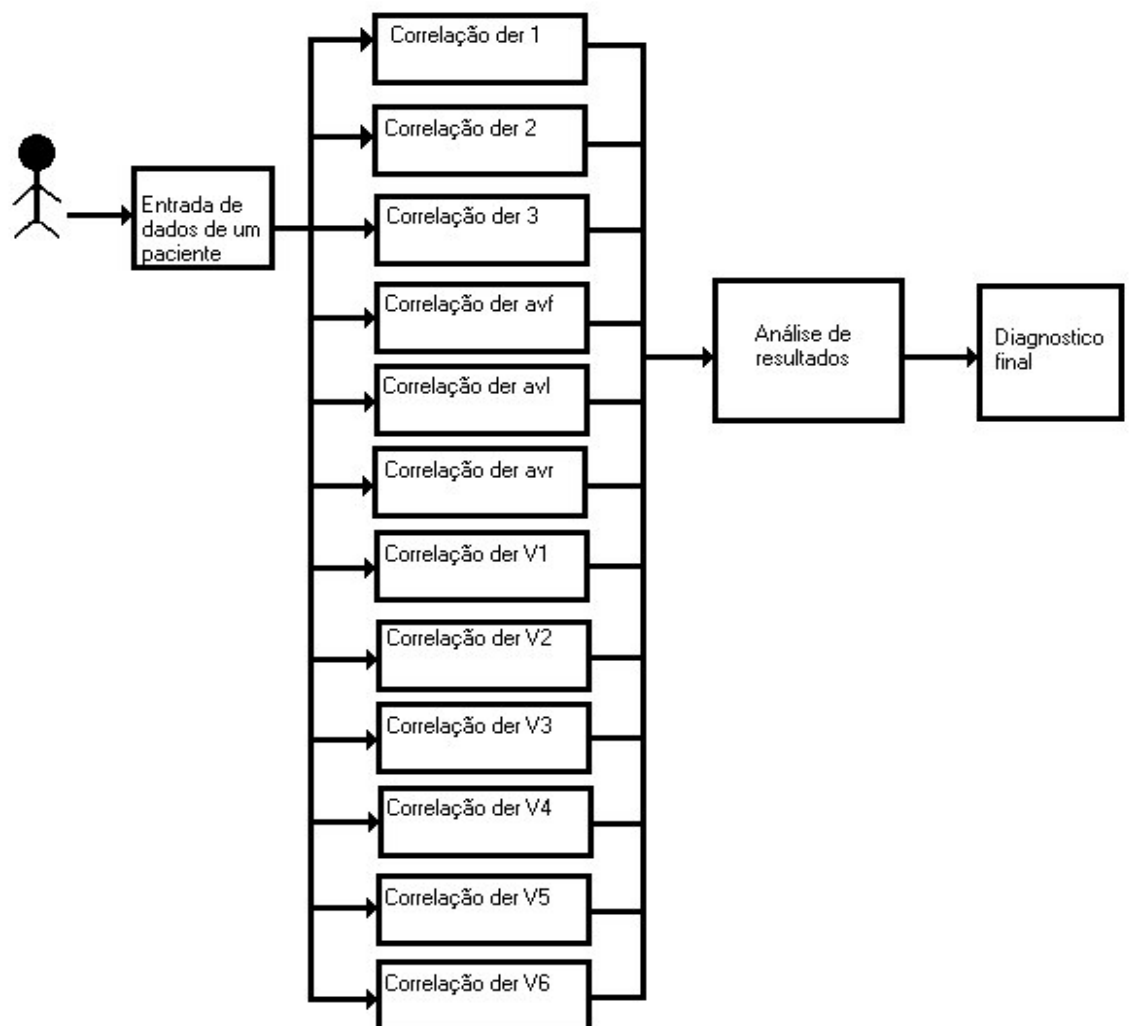 Entrada de
dados de um
paciente
Correlação der 1
Correlação der 2
Correlação der 3
Correlação der avf
Correlação der avl
Correlação der avr
Correlação der V1
Correlação der V2
Correlação der V3
Correlação der V4
Correlação der V5
Correlação der V6
Análise de
resultados
Diagnostico
final